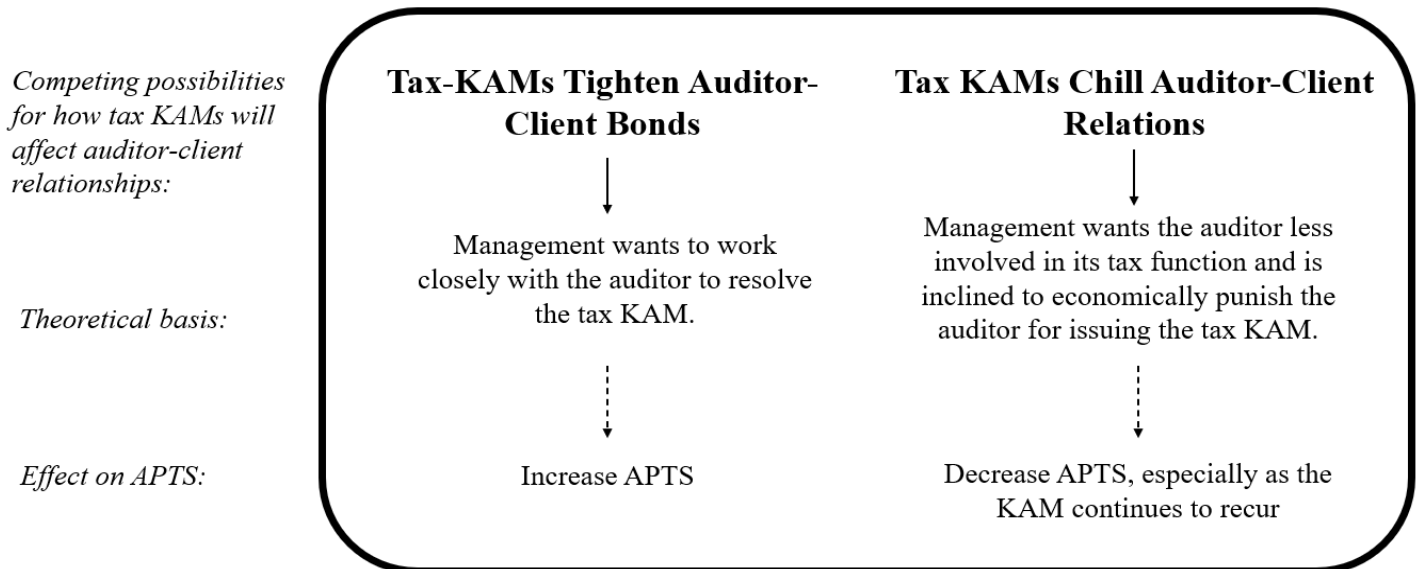 Competing possibilities
for how tax KAMs will
affect auditor-client
relationships:
Tax-KAMs Tighten Auditor-
Client Bonds
Tax KAMs Chill Auditor-Client
Relations
Theoretical basis:
Management wants to work
closely with the auditor to resolve
the tax KAM.
Management wants the auditor less
involved in its tax function and is
inclined to economically punish the
auditor for issuing the tax KAM.
Effect on APTS:
Increase APTS
Decrease APTS, especially as the
KAM continues to recur